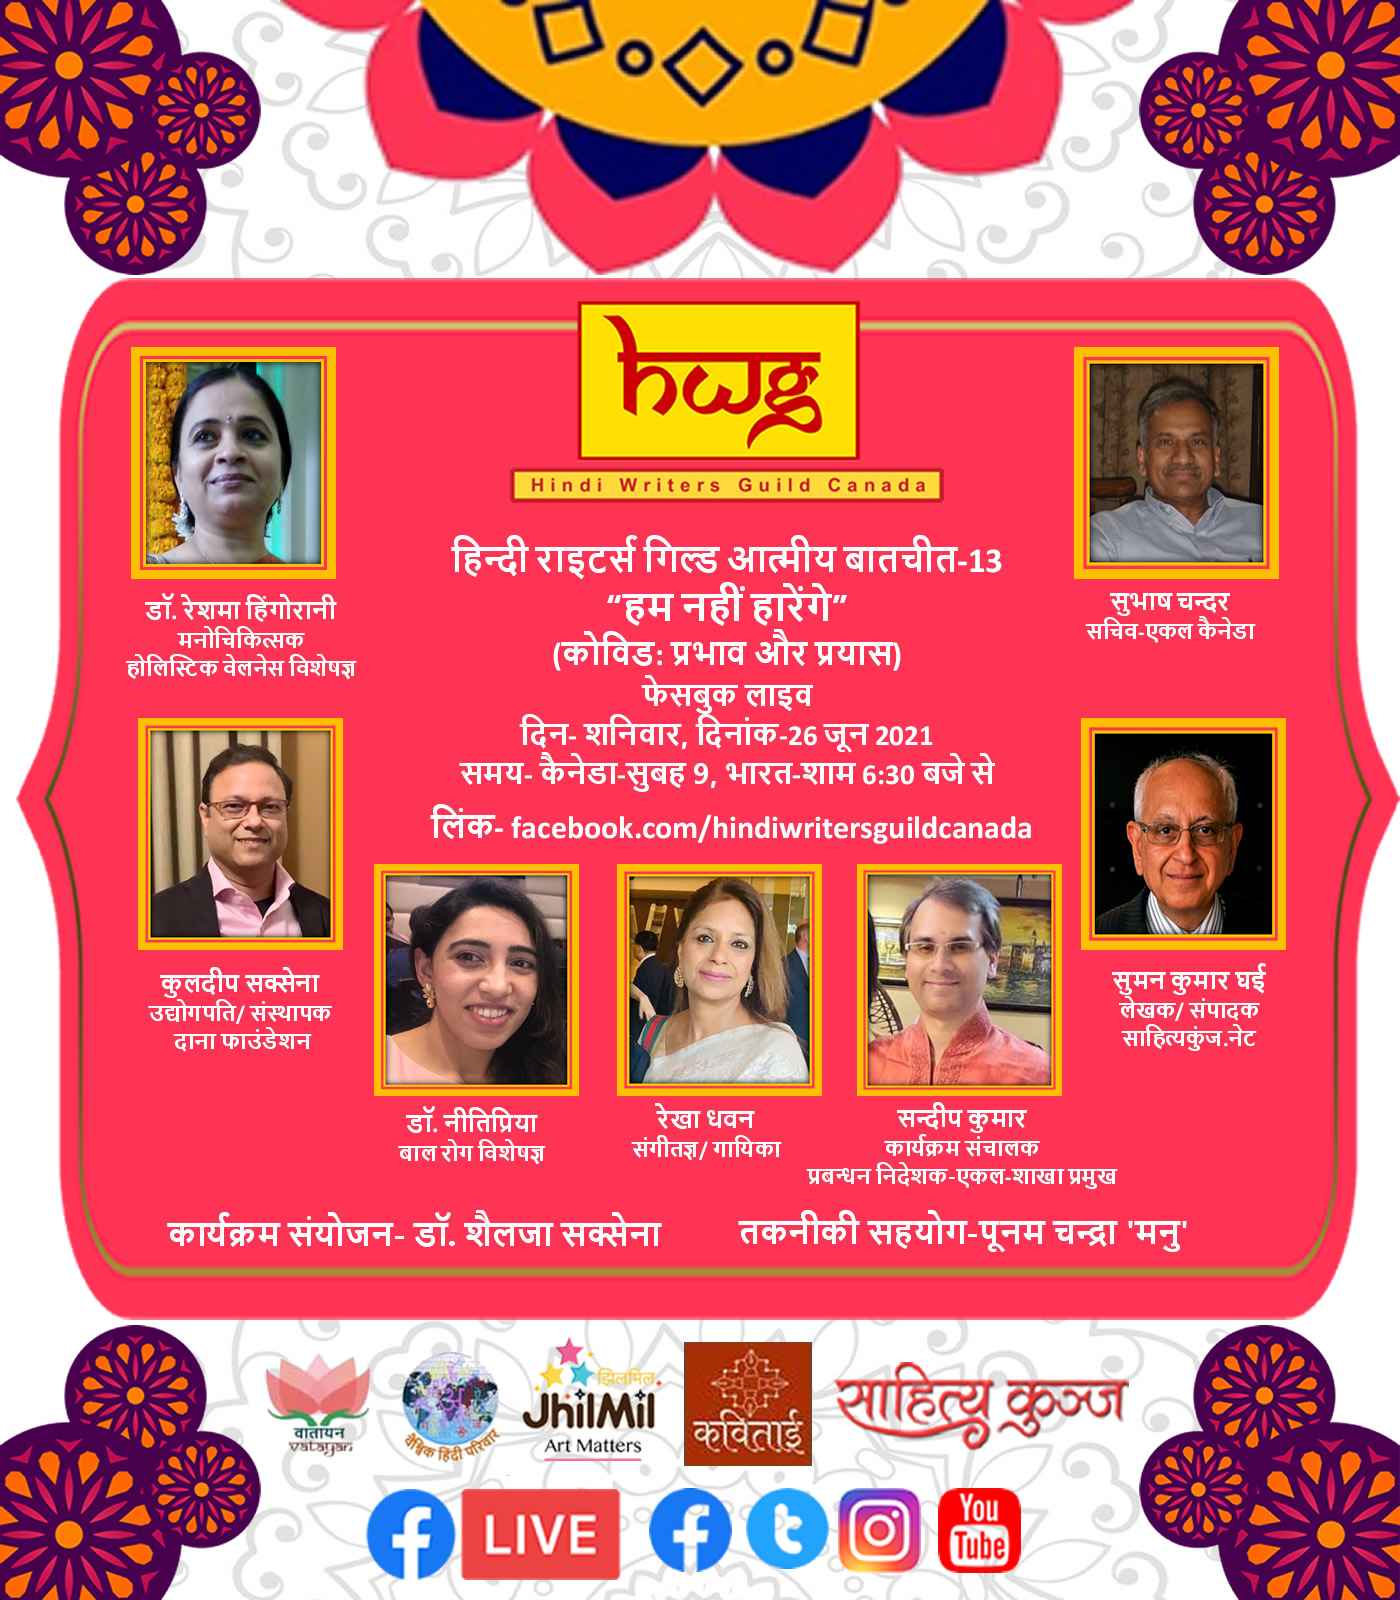 hwg
Hindi Writers Guild Canada
हिन्दी राइटर्स गिल्ड आत्मीय बातचीत-13
“हम नहीं हारेंगे”
(कोविड: प्रभाव और प्रयास)
फेसबुक लाइव
दिन- शनिवार, दिनांक-26 जून 2021
समय- कैनेडा-सुबह 9, भारत-शाम 6:30 बजे से
लिंक- facebook.com/hindiwritersguildcanada
डॉ. रेशमा हिंगोरानी
मनोचिकित्सक
होलिस्टिक वेलनेस विशेषज्ञ
सुभाष चन्दर
सचिव-एकल कैनेडा
कुलदीप सक्सेना
उद्योगपति/ संस्थापक
दाना फाउंडेशन
सुमन कुमार घई
लेखक/ संपादक
साहित्यकुंज.नेट
डॉ. नीतिप्रिया
बाल रोग विशेषज्ञ
रेखा धवन
संगीतज्ञ/ गायिका
सन्दीप कुमार
कार्यक्रम संचालक
प्रबन्धन निदेशक-एकल-शाखा प्रमुख
कार्यक्रम संयोजन- डॉ. शैलजा सक्सेना
तकनीकी सहयोग-पूनम चन्द्रा 'मनु'
वातायन
vatayan
वैश्विक हिंदी परिवार
झिलमिल
JhilMil
Art Matters
कविताई
साहित्य कुञ्ज
LIVE
You
Tube